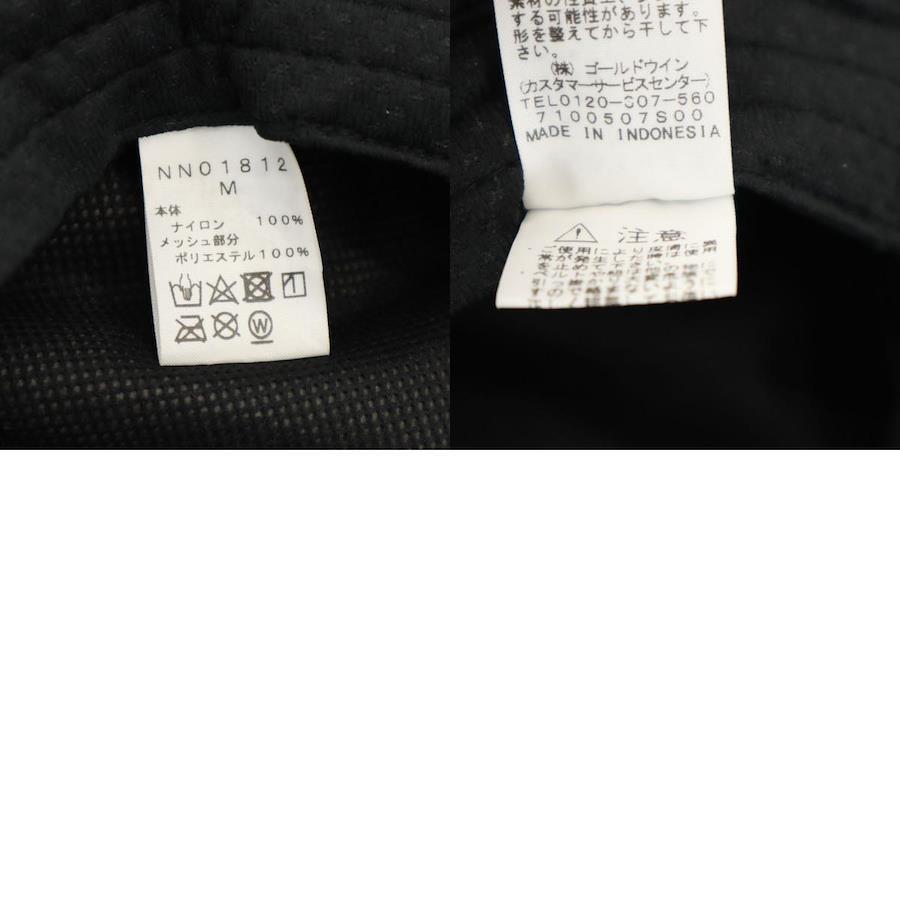 NN01812
M
本体
ナイロン 100%
メッシュ部分
ポリエステル100%
W
する可能性があります。
形を整えてから干して下
さい。
(株) ゴールドウイン
(カスタマーサービスセンター)
TEL0120-307-560
7100507S00
MADE IN INDONESIA
注意